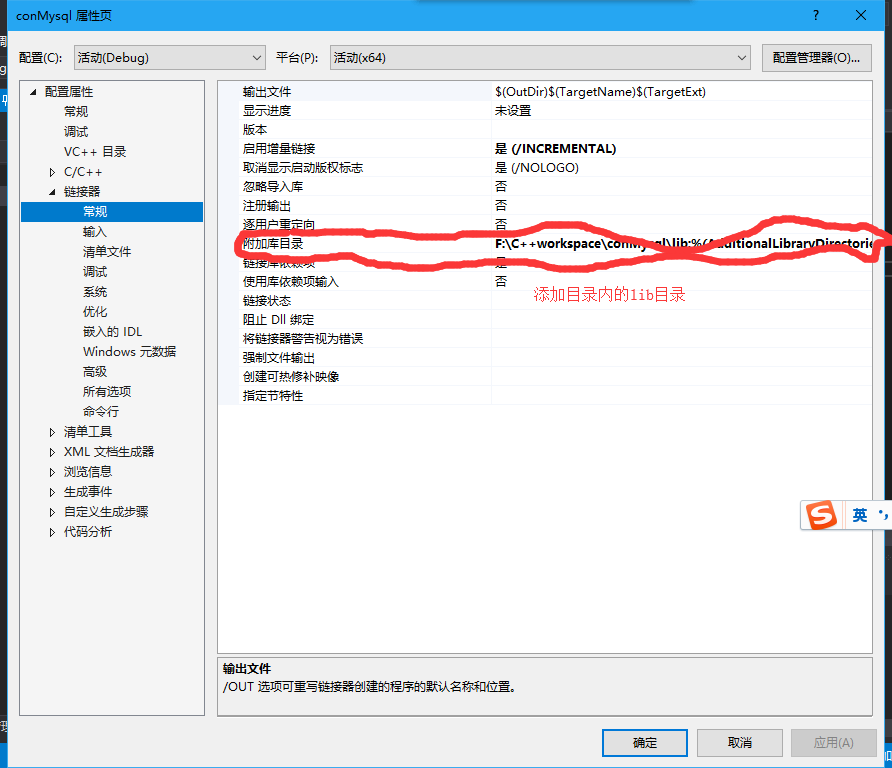 conMysql 属性页
?
配置(C):
活动(Debug)
平台(P):
活动(x64)
配置管理器(O)...
配置属性
常规
调试
VC++ 目录
C/C++
链接器
常规
输入
清单文件
调试
系统
优化
嵌入的 IDL
Windows 元数据
高级
所有选项
命令行
清单工具
XML 文档生成器
浏览信息
生成事件
自定义生成步骤
代码分析
输出文件 $(OutDir)$(TargetName)$(TargetExt)
显示进度 未设置
版本
启用增量链接 是 (/INCREMENTAL)
取消显示启动版权标志 是 (/NOLOGO)
忽略导入库 否
注册输出 否
逐用户重定向 否
附加库目录 F:\C++workspace\conMysql\lib;%(AdditionalLibraryDirectorie
链接库依赖项 是
使用库依赖项输入 否
链接状态
阻止 Dll 绑定
将链接器警告视为错误
强制文件输出
创建可热修补映像
指定节特性
添加目录内的lib目录
S 英
输出文件
/OUT 选项可重写链接器创建的程序的默认名称和位置。
确定
取消
应用(A)